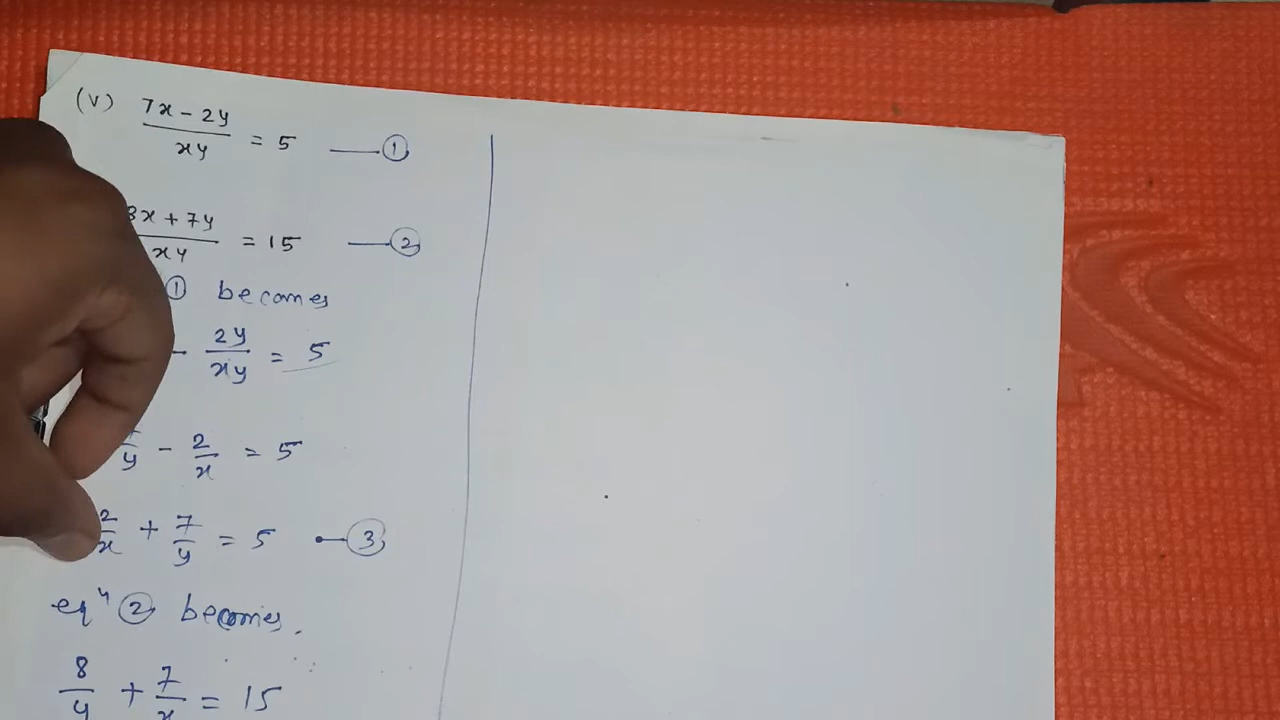 (v) 7x - 2y / xy = 5 — ①
8x + 7y / xy = 15 — ②
① becomes
- 2y / xy = 5
/ y - 2 / x = 5
2 / x + 7 / y = 5 — ③
eqⁿ ② becomes.
8 / y + 7 / x = 15